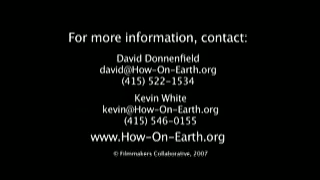 For more information, contact:
David Donnenfield
david@How-On-Earth.org
(415) 522-1534
Kevin White
kevin@How-On-Earth.org
(415) 546-0155
www.How-On-Earth.org
© Filmmakers Collaborative, 2007